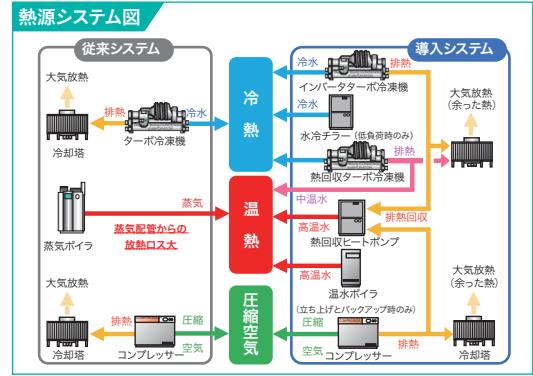 熱源システム図
従来システム
導入システム
大気放熱
排熱
冷水
ターボ冷凍機
冷却塔
蒸気
蒸気配管からの
放熱ロス大
蒸気ボイラ
大気放熱
排熱
圧縮
空気
コンプレッサー
冷却塔
冷熱
温熱
圧縮空気
冷水
排熱
インバータターボ冷凍機
冷水
水冷チラー(低負荷時のみ)
排熱
熱回収ターボ冷凍機
中温水
高温水
排熱回収
熱回収ヒートポンプ
高温水
温水ボイラ
(立ち上げとバックアップ時のみ)
圧縮
空気
コンプレッサー
排熱
大気放熱
(余った熱)
冷却塔
大気放熱
(余った熱)
冷却塔